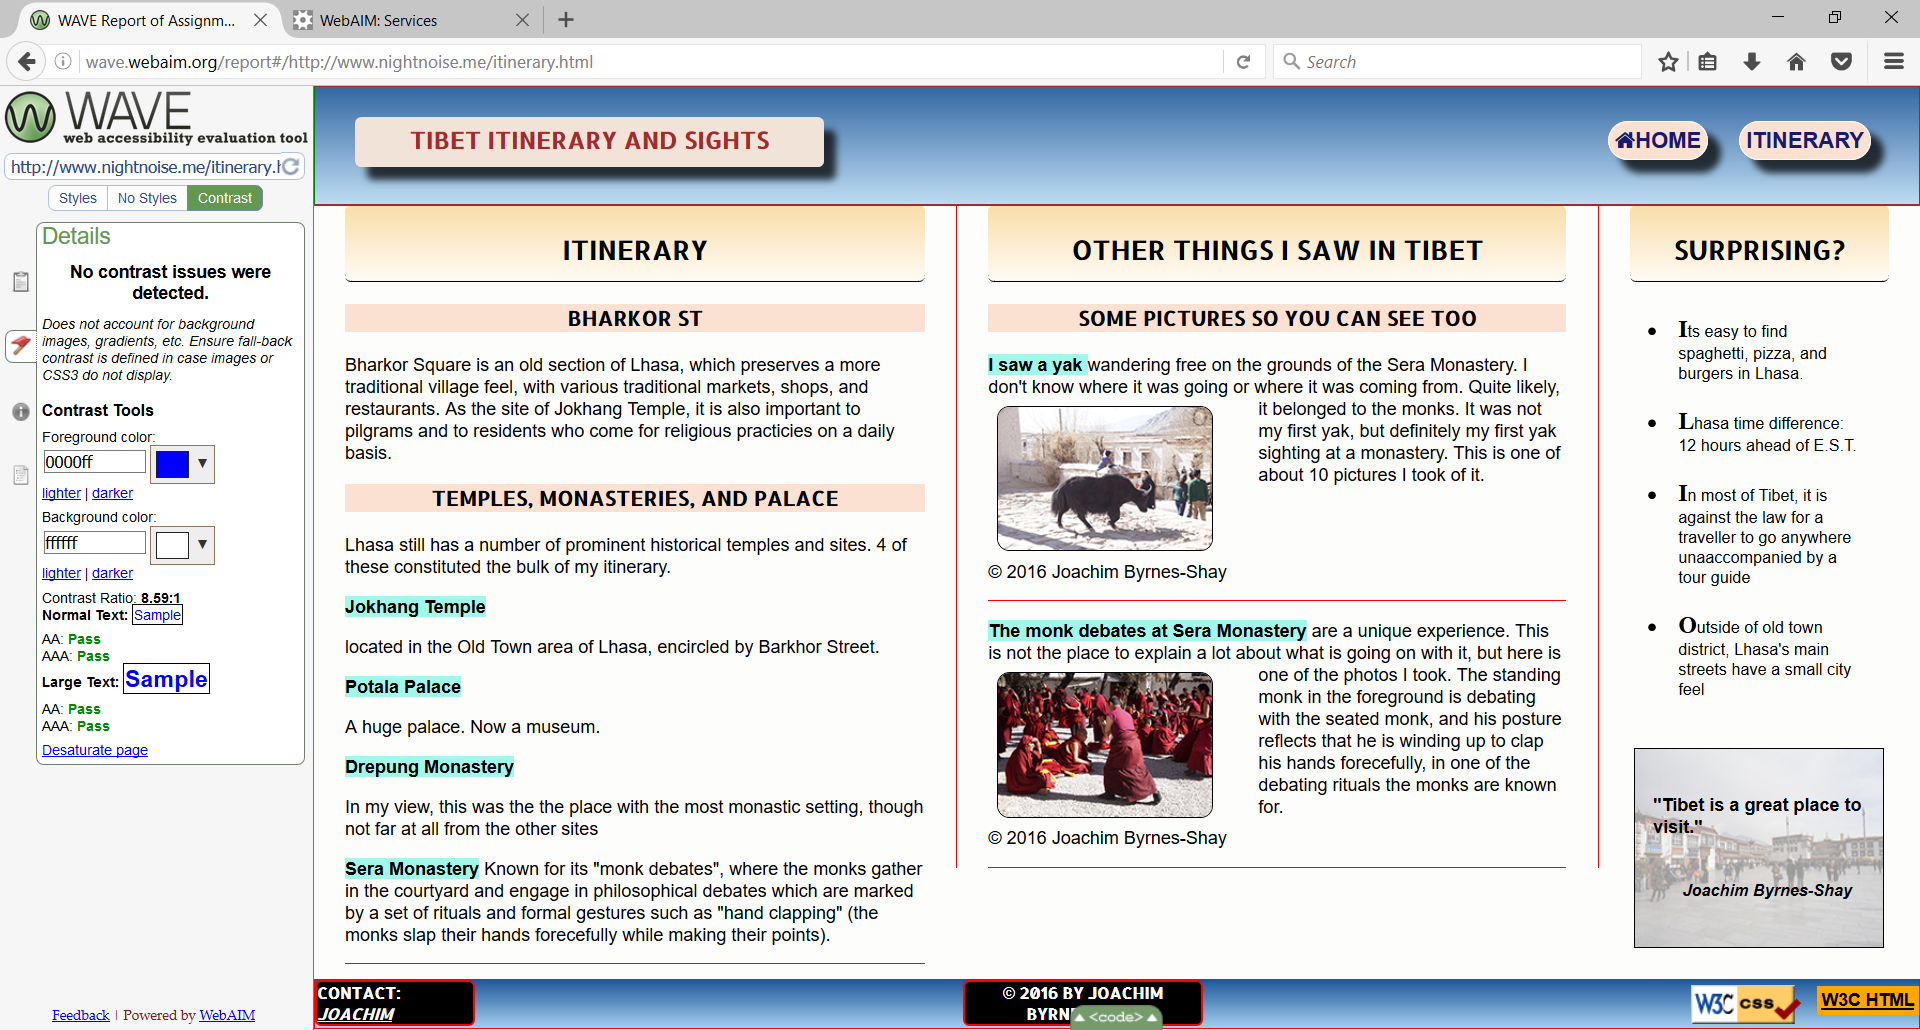 WAVE Report of Assignm...
WebAIM: Services
wave.webaim.org/report#/http://www.nightnoise.me/itinerary.html
Search
WAVE
web accessibility evaluation tool
http://www.nightnoise.me/itinerary.h
Styles
No Styles
Contrast
Details
No contrast issues were
detected.
Does not account for background
images, gradients, etc. Ensure fall-back
contrast is defined in case images or
CSS3 do not display.
Contrast Tools
Foreground color:
0000ff
lighter | darker
Background color:
ffffff
lighter | darker
Contrast Ratio: 8.59:1
Normal Text: Sample
AA: Pass
AAA: Pass
Large Text: Sample
AA: Pass
AAA: Pass
Desaturate page
Feedback | Powered by WebAIM
TIBET ITINERARY AND SIGHTS
HOME
ITINERARY
ITINERARY
BHARKOR ST
Bharkor Square is an old section of Lhasa, which preserves a more
traditional village feel, with various traditional markets, shops, and
restaurants. As the site of Jokhang Temple, it is also important to
pilgrams and to residents who come for religious practicies on a daily
basis.
TEMPLES, MONASTERIES, AND PALACE
Lhasa still has a number of prominent historical temples and sites. 4 of
these constituted the bulk of my itinerary.
Jokhang Temple
located in the Old Town area of Lhasa, encircled by Barkhor Street.
Potala Palace
A huge palace. Now a museum.
Drepung Monastery
In my view, this was the the place with the most monastic setting, though
not far at all from the other sites
Sera Monastery Known for its "monk debates", where the monks gather
in the courtyard and engage in philosophical debates which are marked
by a set of rituals and formal gestures such as "hand clapping" (the
monks slap their hands forecefully while making their points).
OTHER THINGS I SAW IN TIBET
SOME PICTURES SO YOU CAN SEE TOO
I saw a yak wandering free on the grounds of the Sera Monastery. I
don't know where it was going or where it was coming from. Quite likely,
it belonged to the monks. It was not
my first yak, but definitely my first yak
sighting at a monastery. This is one of
about 10 pictures I took of it.
© 2016 Joachim Byrnes-Shay
The monk debates at Sera Monastery are a unique experience. This
is not the place to explain a lot about what is going on with it, but here is
one of the photos I took. The standing
monk in the foreground is debating
with the seated monk, and his posture
reflects that he is winding up to clap
his hands forecefully, in one of the
debating rituals the monks are known
for.
© 2016 Joachim Byrnes-Shay
SURPRISING?
Its easy to find
spaghetti, pizza, and
burgers in Lhasa.
Lhasa time difference:
12 hours ahead of E.S.T.
In most of Tibet, it is
against the law for a
traveller to go anywhere
unaaccompanied by a
tour guide
Outside of old town
district, Lhasa's main
streets have a small city
feel
"Tibet is a great place to
visit."
Joachim Byrnes-Shay
CONTACT:
JOACHIM
© 2016 BY JOACHIM
<code>
W3C css
W3C HTML